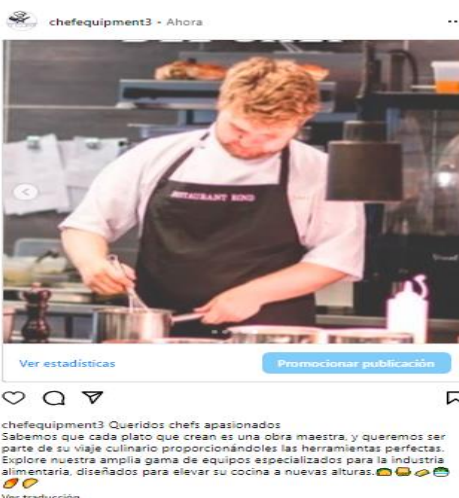 chefequipment3 • Ahora
RESTAURANT
Ver estadísticas
Promocionar publicación
chefequipment3 Queridos chefs apasionados
Sabemos que cada plato que crean es una obra maestra, y queremos ser
parte de su viaje culinario proporcionándoles las herramientas perfectas.
Explore nuestra amplia gama de equipos especializados para la industria
alimentaria, diseñados para elevar su cocina a nuevas alturas.
Ver traducción